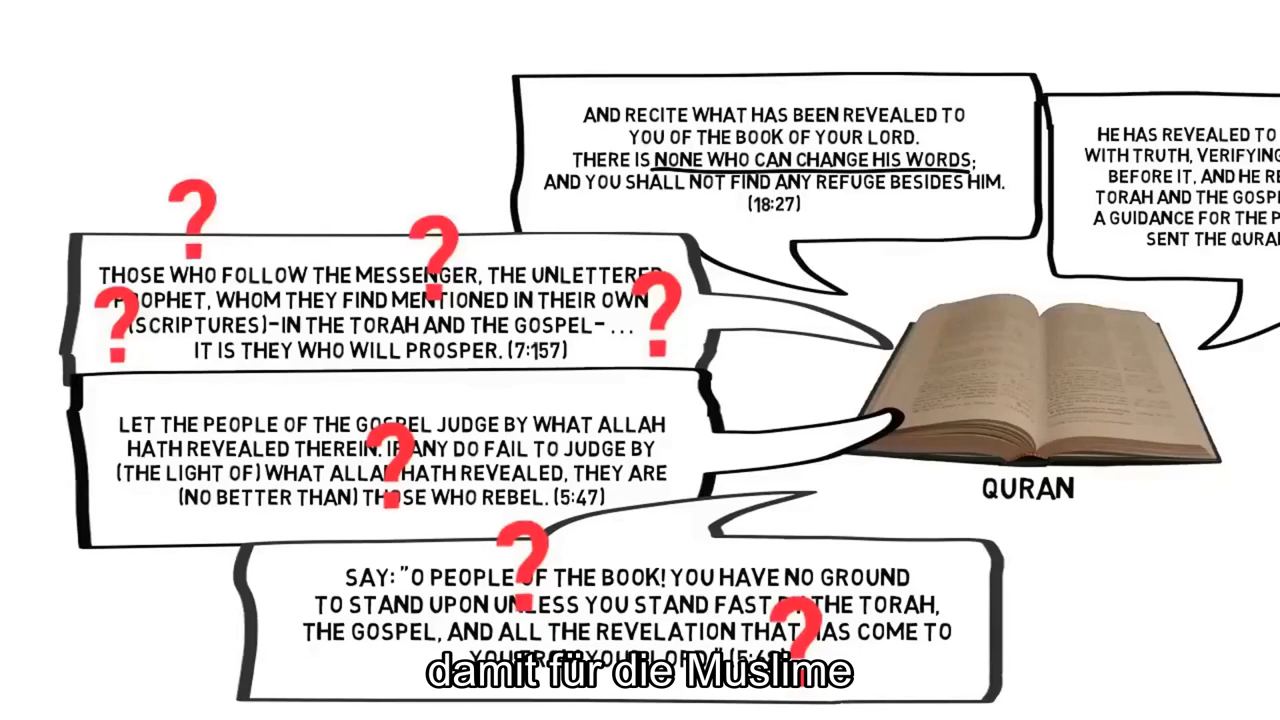 AND RECITE WHAT HAS BEEN REVEALED TO
YOU OF THE BOOK OF YOUR LORD.
THERE IS NONE WHO CAN CHANGE HIS WORDS;
AND YOU SHALL NOT FIND ANY REFUGE BESIDES HIM.
(18:27)
HE HAS REVEALED TO
WITH TRUTH, VERIFYING
BEFORE IT, AND HE
TORAH AND THE
A GUIDANCE FOR THE
SENT THE
THOSE WHO FOLLOW THE MESSENGER, THE UNLETTERED
PROPHET, WHOM THEY FIND MENTIONED IN THEIR OWN
(SCRIPTURES)-IN THE TORAH AND THE GOSPEL- ...
IT IS THEY WHO WILL PROSPER. (7:157)
LET THE PEOPLE OF THE GOSPEL JUDGE BY WHAT ALLAH
HATH REVEALED THEREIN. IF ANY DO FAIL TO JUDGE BY
(THE LIGHT OF) WHAT ALLAH HATH REVEALED, THEY ARE
(NO BETTER THAN) THOSE WHO REBEL. (5:47)
QURAN
SAY: "O PEOPLE OF THE BOOK! YOU HAVE NO GROUND
TO STAND UPON UNLESS YOU STAND FAST BY THE TORAH,
THE GOSPEL, AND ALL THE REVELATION THAT HAS COME TO
damit für die Muslime